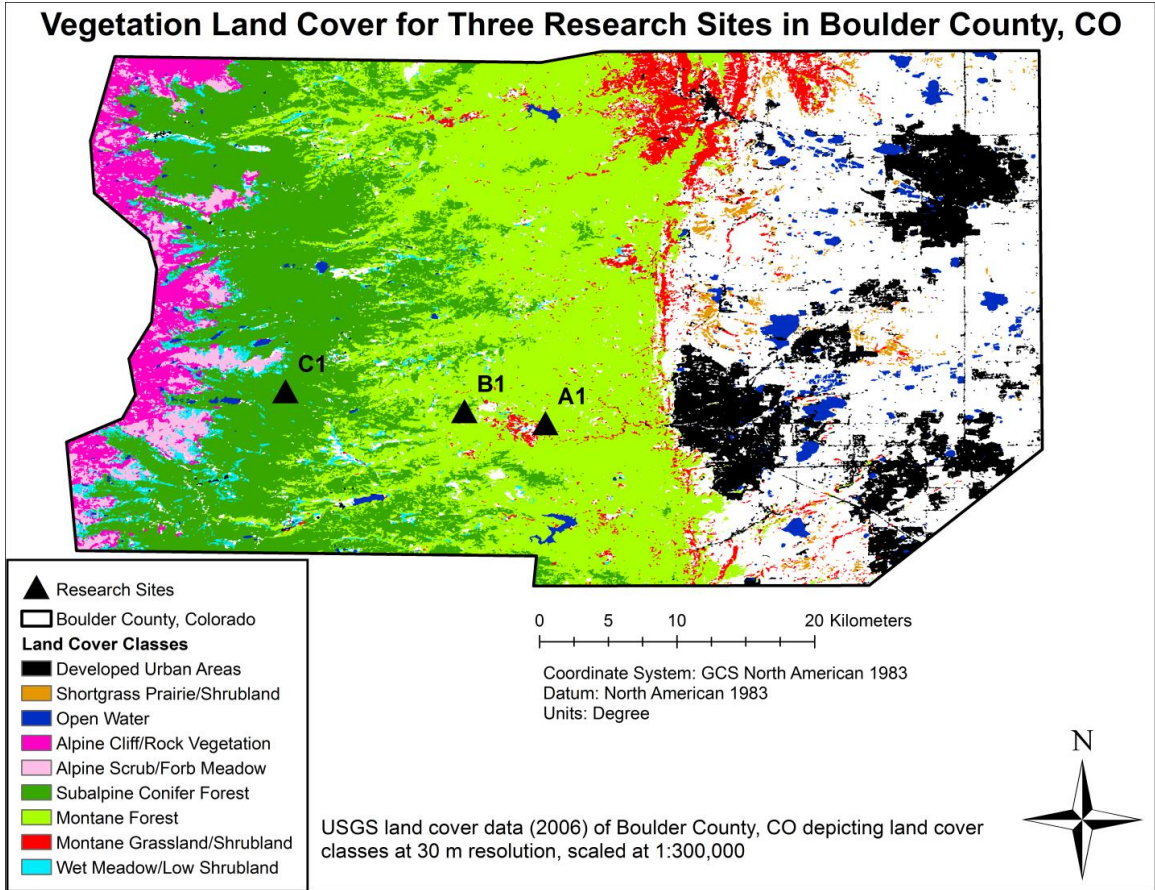 Vegetation Land Cover for Three Research Sites in Boulder County, CO
C1
B1
A1
Research Sites
Boulder County, Colorado
Land Cover Classes
Developed Urban Areas
Shortgrass Prairie/Shrubland
Open Water
Alpine Cliff/Rock Vegetation
Alpine Scrub/Forb Meadow
Subalpine Conifer Forest
Montane Forest
Montane Grassland/Shrubland
Wet Meadow/Low Shrubland
0 5 10 20 Kilometers
Coordinate System: GCS North American 1983
Datum: North American 1983
Units: Degree
N
USGS land cover data (2006) of Boulder County, CO depicting land cover
classes at 30 m resolution, scaled at 1:300,000